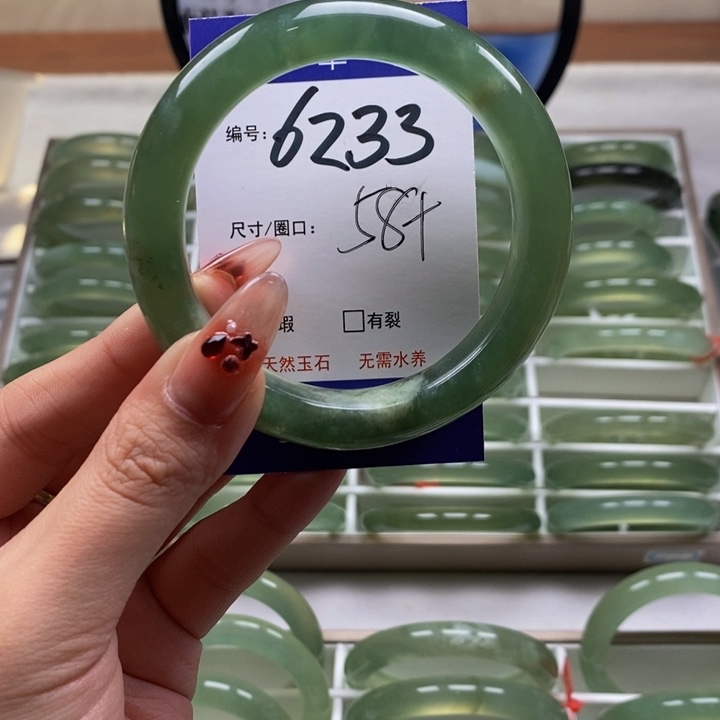 编号: 6233
尺寸/圈口: 58+
瑕 □有裂
天然玉石 无需水养